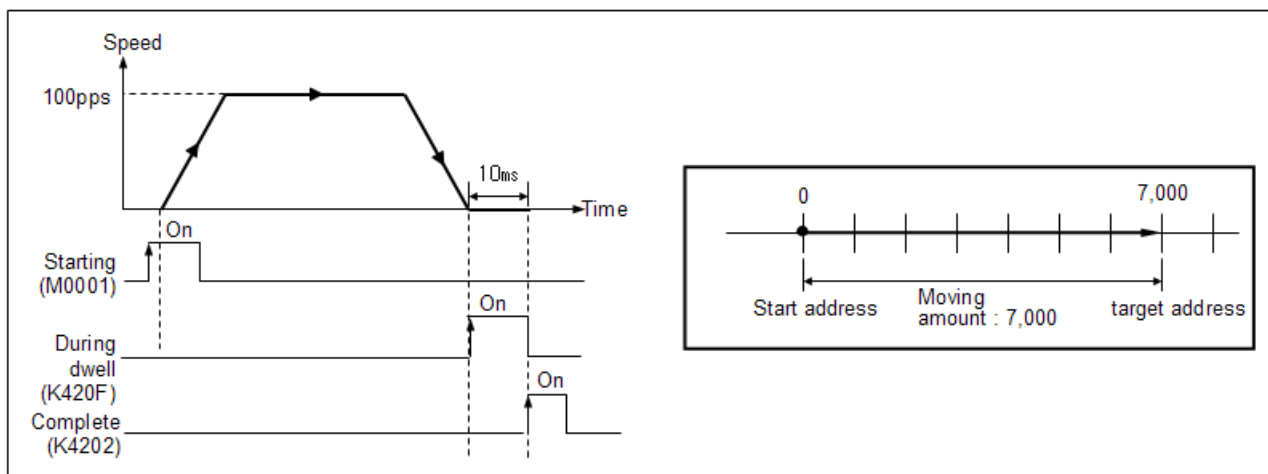 Speed
100pps
10ms
Time
On
Starting
(M0001)
On
During
dwell
(K420F)
On
Complete
(K4202)
0
7,000
Start address
Moving
amount : 7,000
target address